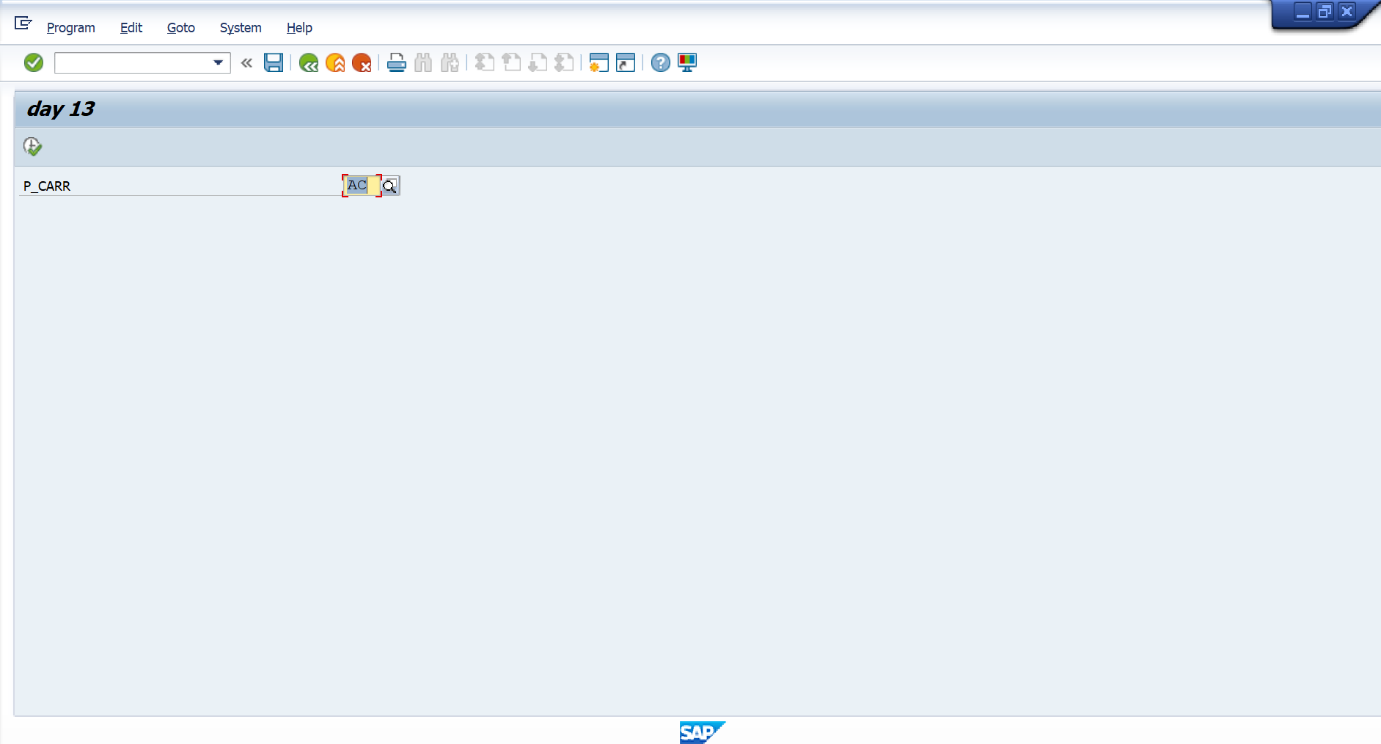 Program Edit Goto System Help
day 13
P_CARR AC
SAP